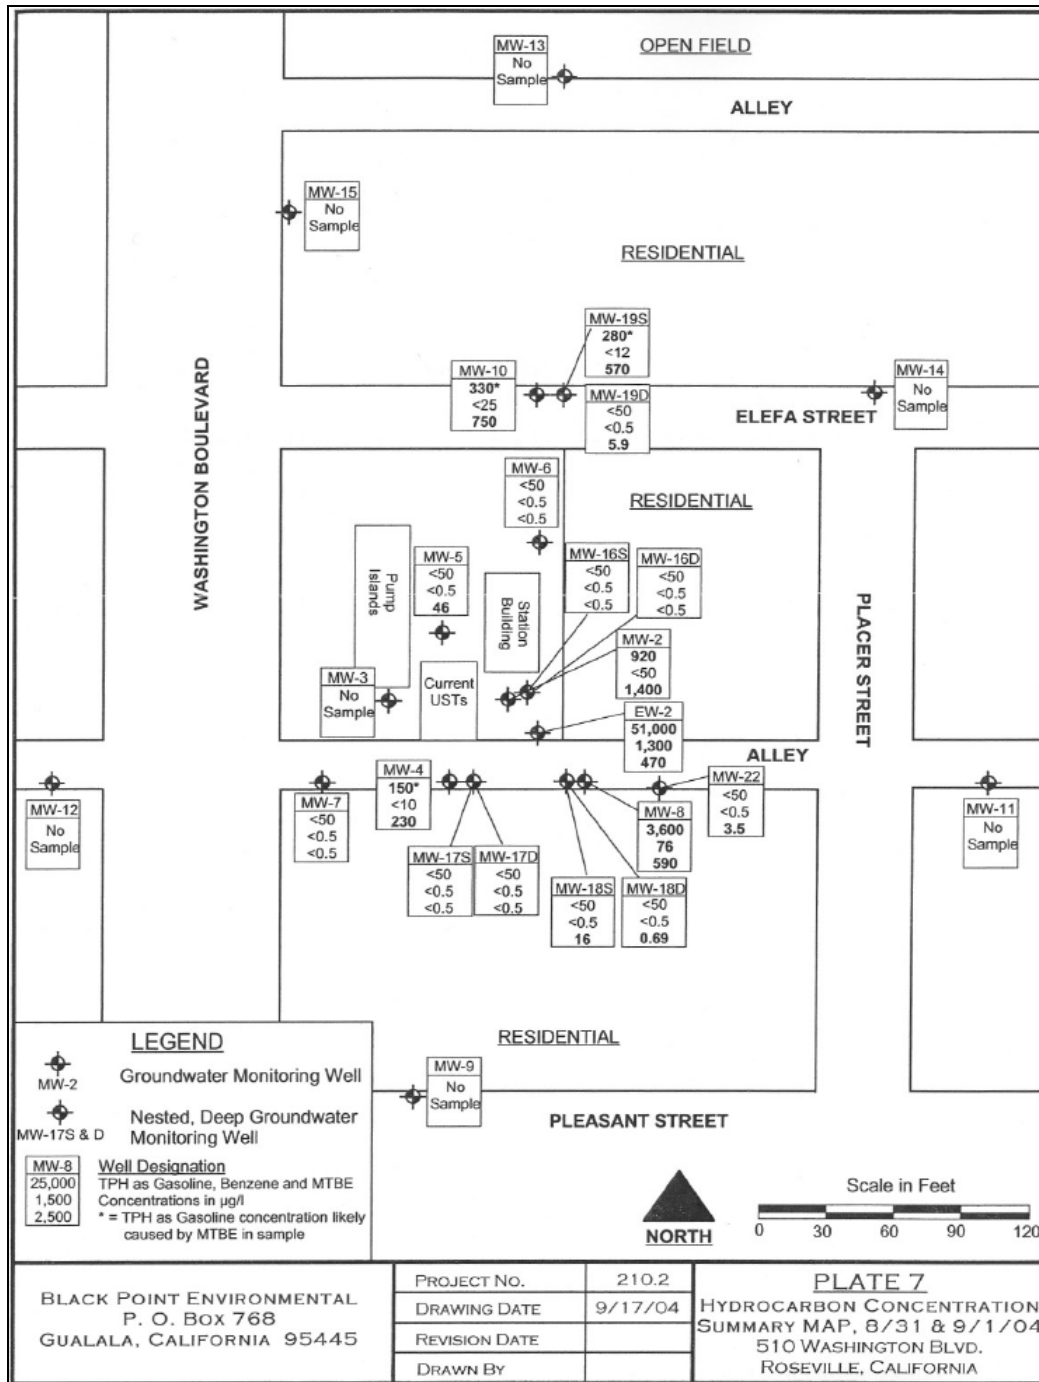 MW-13
No
Sample
OPEN FIELD
ALLEY
MW-15
No
Sample
RESIDENTIAL
WASHINGTON BOULEVARD
MW-19S
280*
<12
570
MW-10
330*
<25
750
MW-19D
<50
<0.5
5.9
MW-14
No
Sample
ELEFA STREET
MW-6
<50
<0.5
<0.5
RESIDENTIAL
Pump
Islands
MW-5
<50
<0.5
46
Station
Building
MW-16S
<50
<0.5
<0.5
MW-16D
<50
<0.5
<0.5
PLACER STREET
MW-2
920
<50
1,400
MW-3
No
Sample
Current
USTs
EW-2
51,000
1,300
470
ALLEY
MW-12
No
Sample
MW-7
<50
<0.5
<0.5
MW-4
150*
<10
230
MW-22
<50
<0.5
3.5
MW-8
3,600
76
590
MW-11
No
Sample
MW-17S
<50
<0.5
<0.5
MW-17D
<50
<0.5
<0.5
MW-18S
<50
<0.5
16
MW-18D
<50
<0.5
0.69
RESIDENTIAL
MW-9
No
Sample
PLEASANT STREET
LEGEND
MW-2
Groundwater Monitoring Well
MW-17S & D
Nested, Deep Groundwater
Monitoring Well
MW-8
25,000
1,500
2,500
Well Designation
TPH as Gasoline, Benzene and MTBE
Concentrations in µg/l
* = TPH as Gasoline concentration likely
caused by MTBE in sample
NORTH
Scale in Feet
0 30 60 90 120
BLACK POINT ENVIRONMENTAL
P. O. BOX 768
GUALALA, CALIFORNIA 95445
PROJECT NO. 210.2
DRAWING DATE 9/17/04
REVISION DATE
DRAWN BY
PLATE 7
HYDROCARBON CONCENTRATION
SUMMARY MAP, 8/31 & 9/1/04
510 WASHINGTON BLVD.
ROSEVILLE, CALIFORNIA